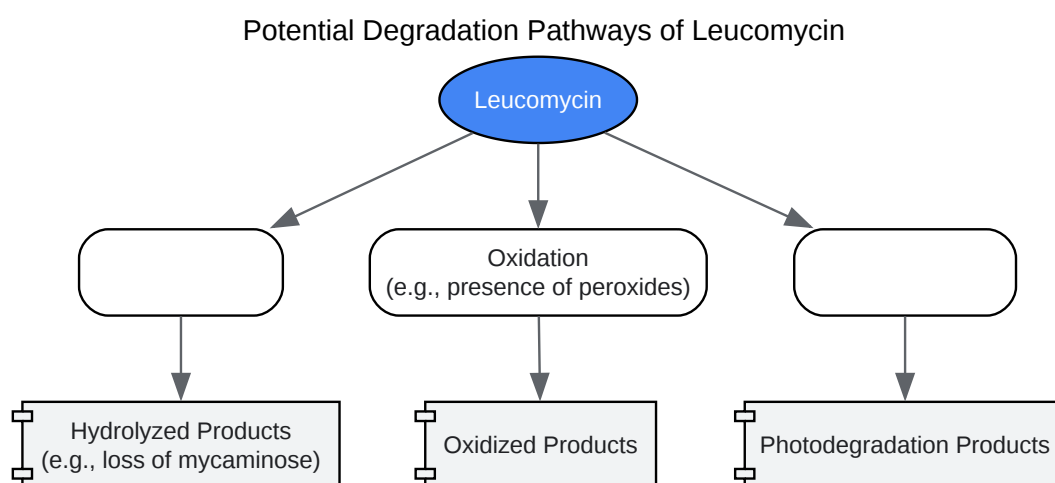 Potential Degradation Pathways of Leucomycin
Leucomycin
Oxidation
(e.g., presence of peroxides)
Hydrolyzed Products
(e.g., loss of mycaminose)
Oxidized Products
Photodegradation Products